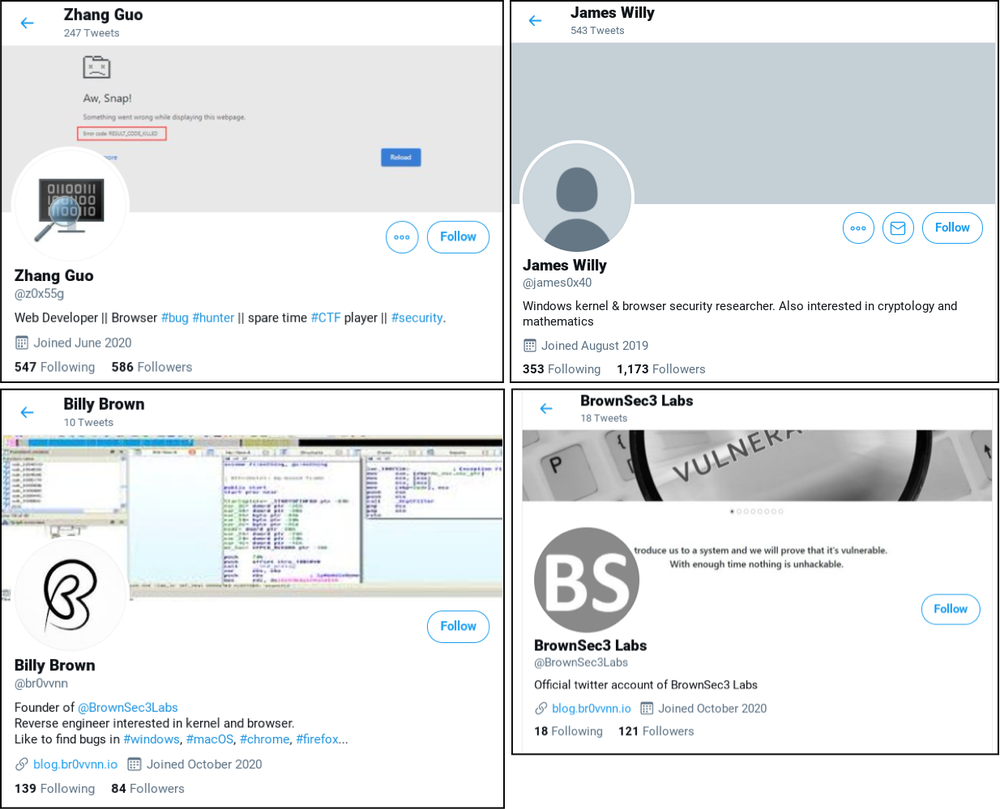 Zhang Guo
247 Tweets
Aw, Snap!
Something went wrong while displaying this webpage.
Error code: RESULT_CODE_KILLED
more
Reload
01100111
100110
Follow
Zhang Guo
@z0x55g
Web Developer || Browser #bug #hunter || spare time #CTF player || #security.
Joined June 2020
547 Following 586 Followers
James Willy
543 Tweets
Follow
James Willy
@james0x40
Windows kernel & browser security researcher. Also interested in cryptology and
mathematics
Joined August 2019
353 Following 1,173 Followers
Billy Brown
10 Tweets
public start
Follow
Billy Brown
@br0vvnn
Founder of @BrownSec3Labs
Reverse engineer interested in kernel and browser.
Like to find bugs in #windows, #macOS, #chrome, #firefox...
blog.br0vvnn.io Joined October 2020
139 Following 84 Followers
BrownSec3 Labs
18 Tweets
P
{
VULNERA
troduce us to a system and we will prove that it's vulnerable.
With enough time nothing is unhackable.
BS
Follow
BrownSec3 Labs
@BrownSec3Labs
Official twitter account of BrownSec3 Labs
blog.br0vvnn.io Joined October 2020
18 Following 121 Followers